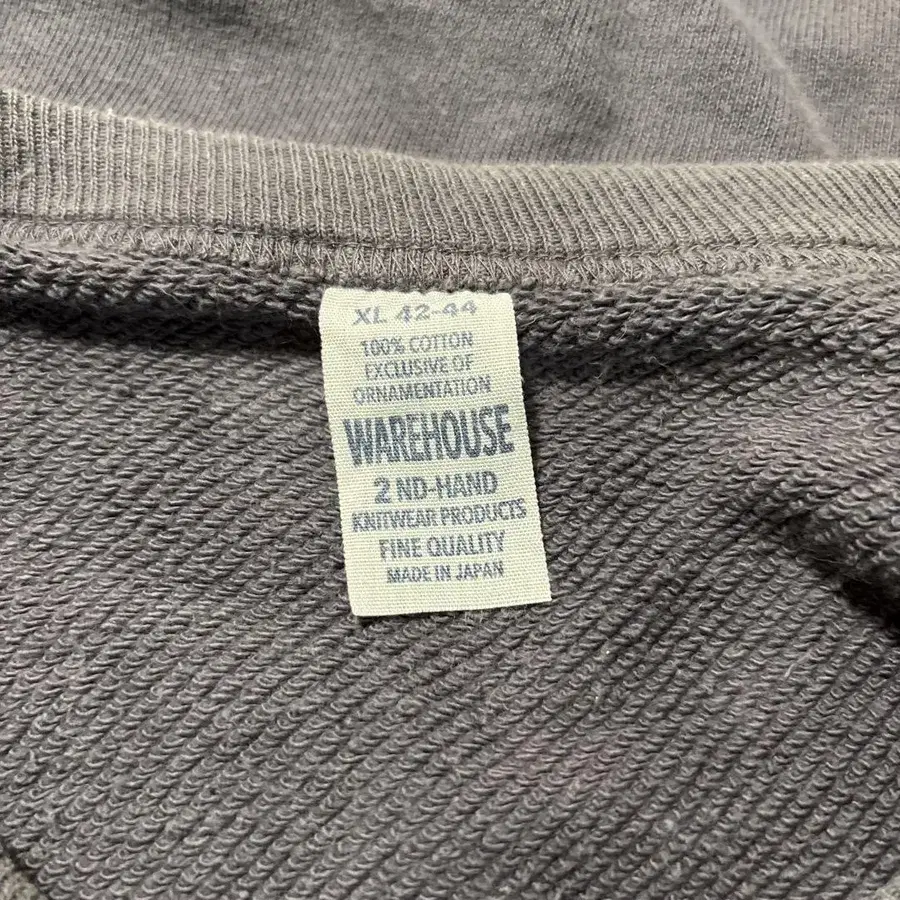 XL 42-44
100% COTTON
EXCLUSIVE OF
ORNAMENTATION
WAREHOUSE
2 ND-HAND
KNITWEAR PRODUCTS
FINE QUALITY
MADE IN JAPAN